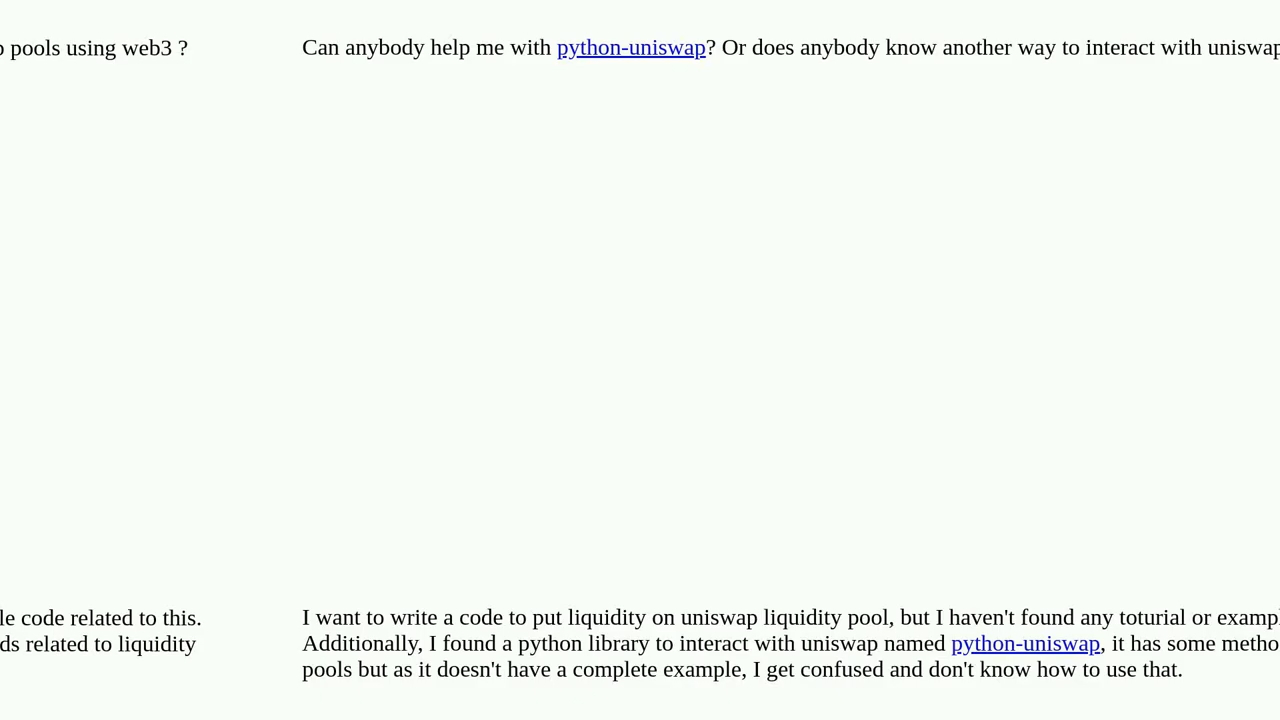 pools using web3 ?
Can anybody help me with python-uniswap? Or does anybody know another way to interact with uniswap
le code related to this.
ds related to liquidity
I want to write a code to put liquidity on uniswap liquidity pool, but I haven't found any toturial or examp
Additionally, I found a python library to interact with uniswap named python-uniswap, it has some metho
pools but as it doesn't have a complete example, I get confused and don't know how to use that.